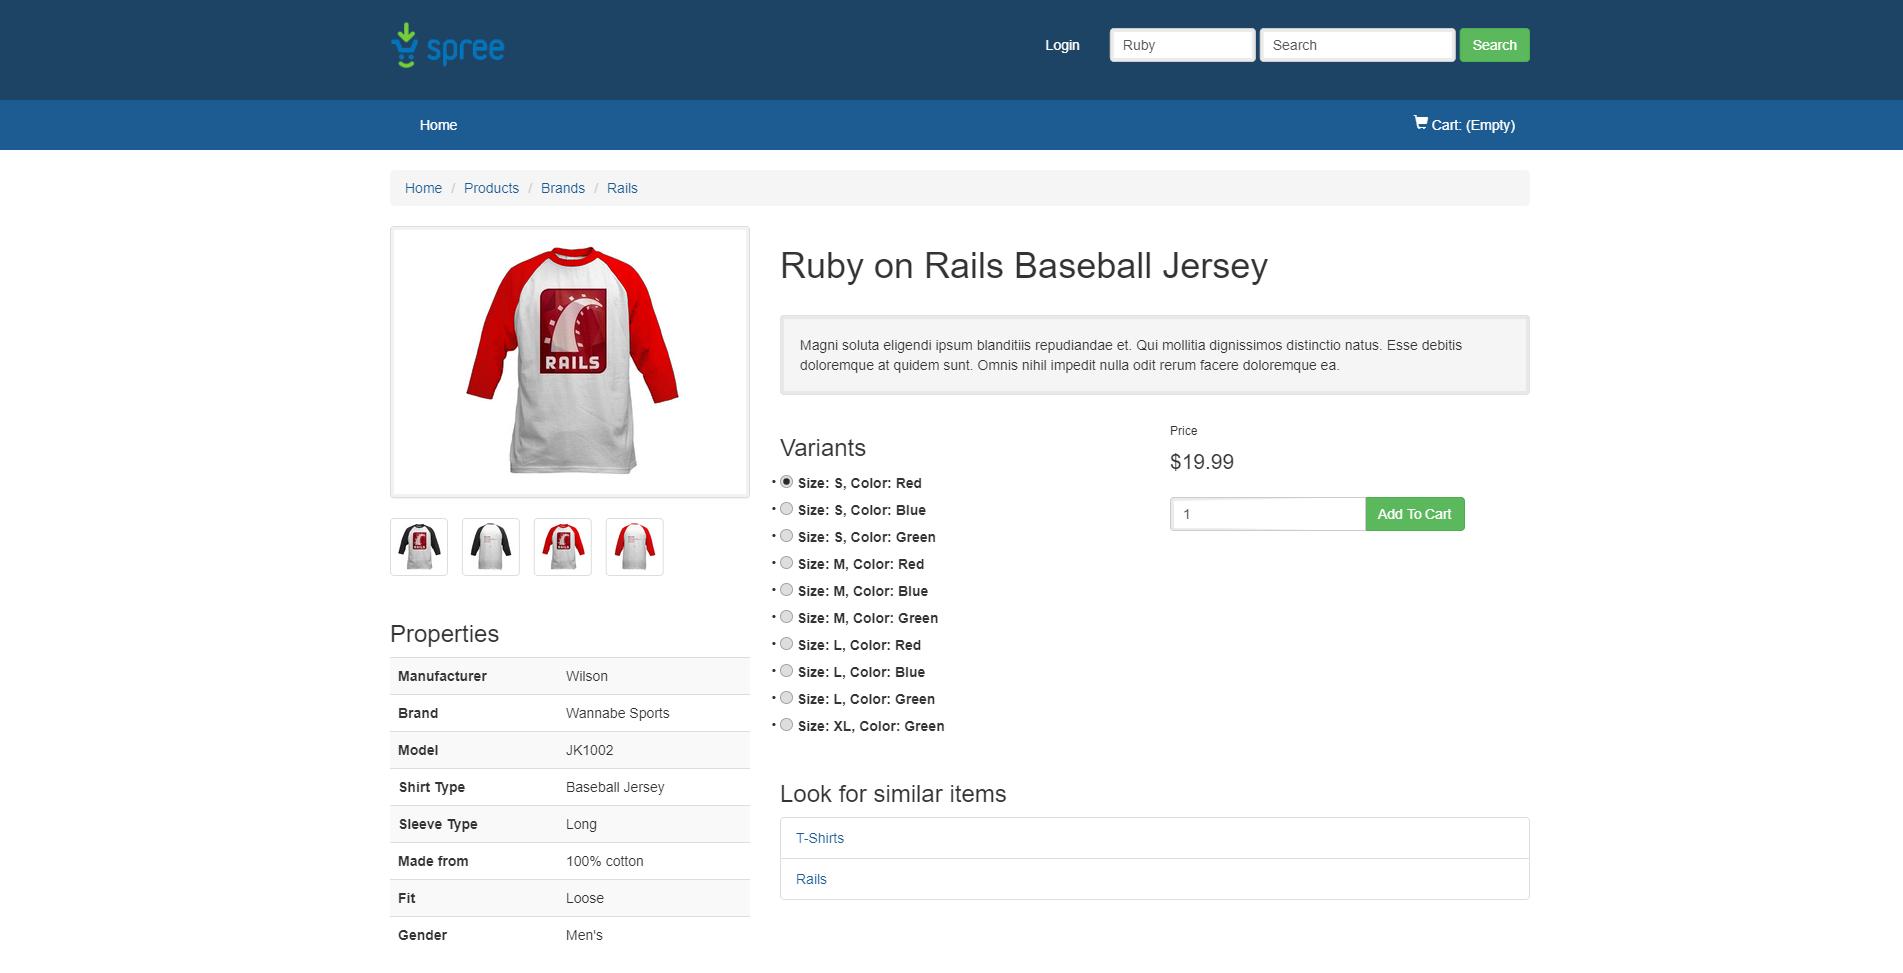 spree
Login
Ruby
Search
Search
Home
Cart: (Empty)
Home / Products / Brands / Rails
RAILS
Ruby on Rails Baseball Jersey
Magni soluta eligendi ipsum blanditiis repudiandae et. Qui mollitia dignissimos distinctio natus. Esse debitis
doloremque at quidem sunt. Omnis nihil impedit nulla odit rerum facere doloremque ea.
Variants
Size: S, Color: Red
Size: S, Color: Blue
Size: S, Color: Green
Size: M, Color: Red
Size: M, Color: Blue
Size: M, Color: Green
Size: L, Color: Red
Size: L, Color: Blue
Size: L, Color: Green
Size: XL, Color: Green
Price
$19.99
1
Add To Cart
RAILS
RAILS
Properties
Manufacturer Wilson
Brand Wannabe Sports
Model JK1002
Shirt Type Baseball Jersey
Sleeve Type Long
Made from 100% cotton
Fit Loose
Gender Men's
Look for similar items
T-Shirts
Rails